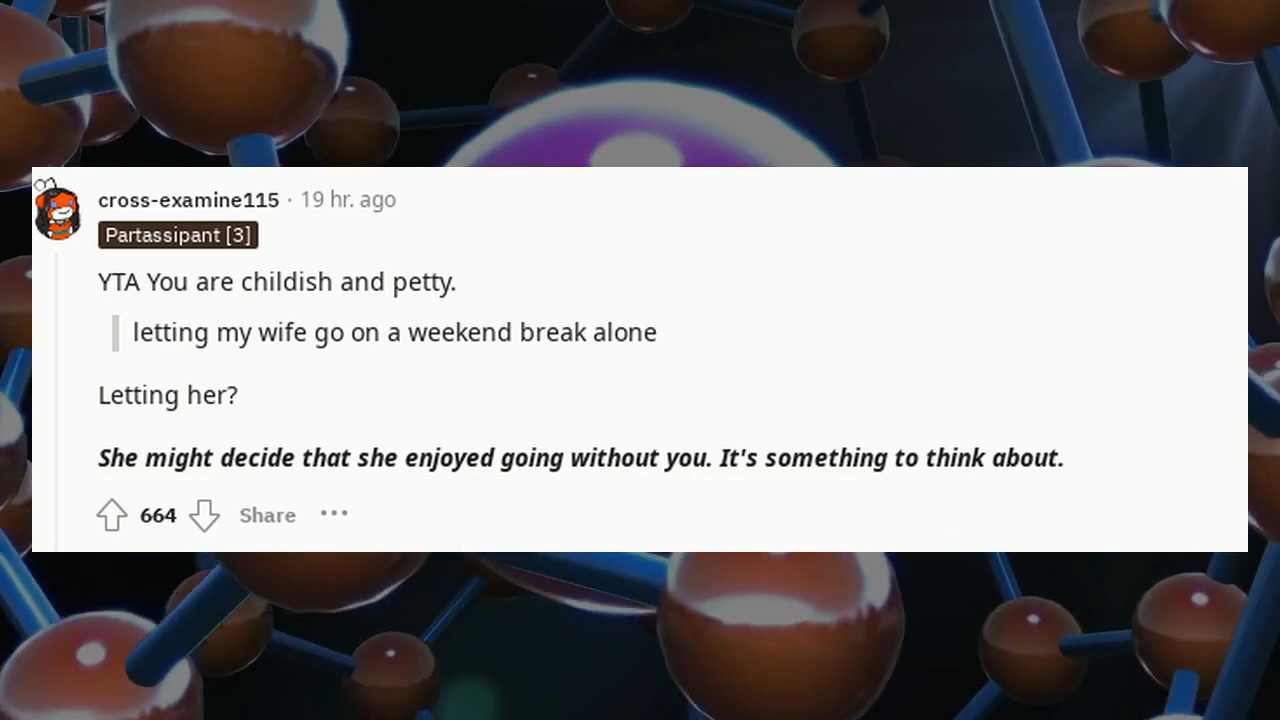 cross-examine115 · 19 hr. ago
Partassipant [3]
YTA You are childish and petty.
letting my wife go on a weekend break alone
Letting her?
She might decide that she enjoyed going without you. It's something to think about.
664 Share ···